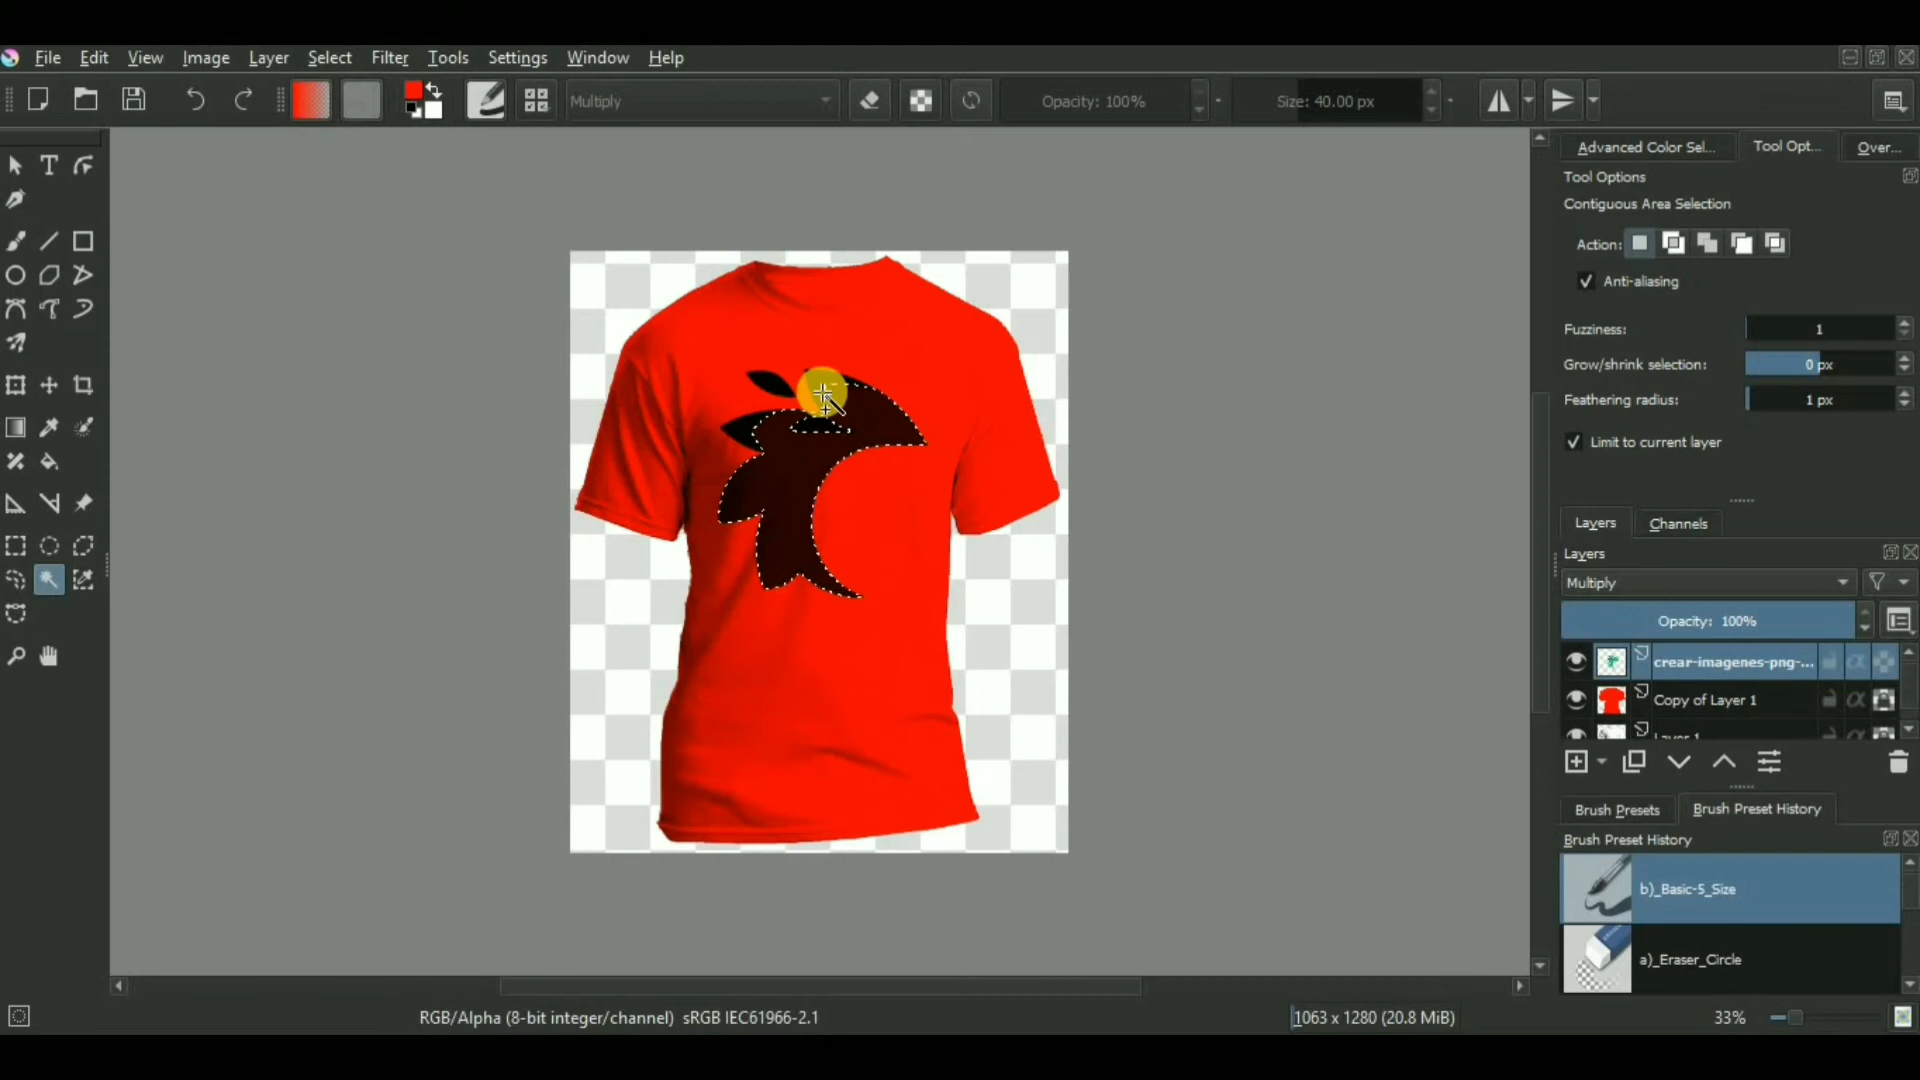 File Edit View Image Layer Select Filter Tools Settings Window Help
Multiply Opacity: 100% Size: 40.00 px
Advanced Color Sel... Tool Opt... Over...
Tool Options
Contiguous Area Selection
Action:
Anti-aliasing
Fuzziness: 1
Grow/shrink selection: 0 px
Feathering radius: 1 px
Limit to current layer
Layers Channels
Layers
Multiply
Opacity: 100%
crear-imagenes-png-...
Copy of Layer 1
Layer 1
Brush Presets Brush Preset History
Brush Preset History
b)_Basic-5_Size
a)_Eraser_Circle
RGB/Alpha (8-bit integer/channel) sRGB IEC61966-2.1 1063 x 1280 (20.8 MiB) 33%